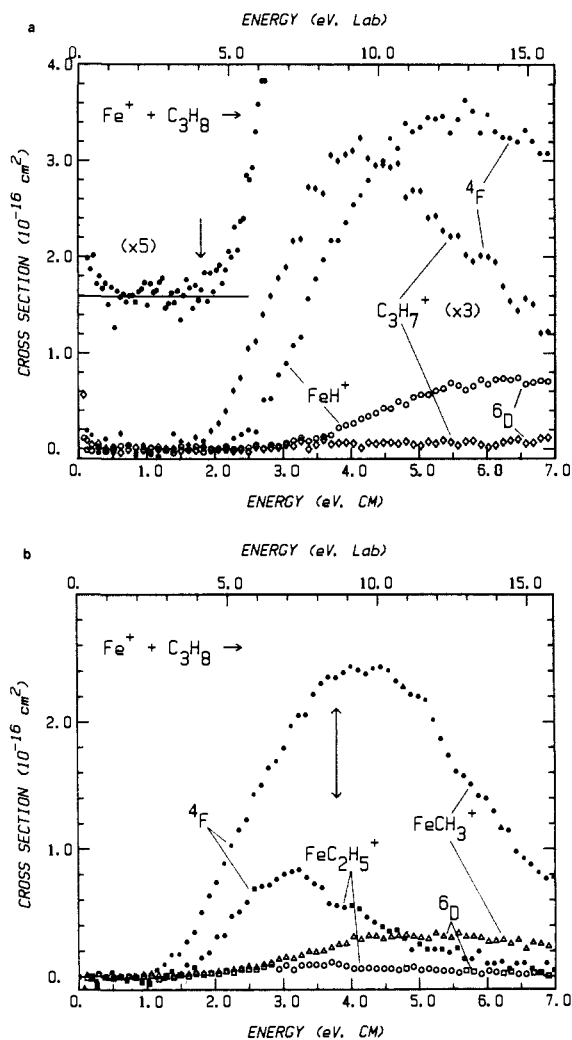 a
ENERGY (eV, Lab)
0. 5.0 10.0 15.0
4.0
3.0
2.0
1.0
0.
CROSS SECTION (10⁻¹⁶ cm²)
Fe⁺ + C₃H₈ →
(x5)
⁴F
C₃H₇⁺ (x3)
FeH⁺
⁶D
0. 1.0 2.0 3.0 4.0 5.0 6.0 7.0
ENERGY (eV, CM)
b
ENERGY (eV, Lab)
0. 5.0 10.0 15.0
2.0
1.0
0.
CROSS SECTION (10⁻¹⁶ cm²)
Fe⁺ + C₃H₈ →
⁴F
FeCH₃⁺
FeC₂H₅⁺
⁶D
0. 1.0 2.0 3.0 4.0 5.0 6.0 7.0
ENERGY (eV, CM)